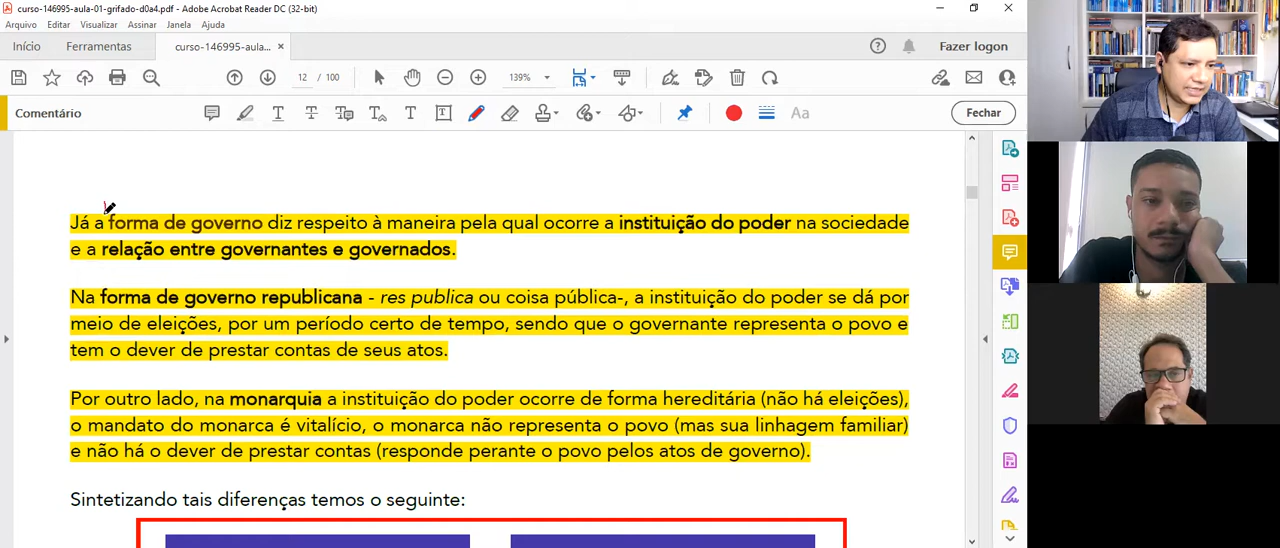 curso-146995-aula-01-grifado-d0a4.pdf - Adobe Acrobat Reader DC (32-bit)
Arquivo Editar Visualizar Assinar Janela Ajuda
Início Ferramentas curso-146995-aula... × Fazer logon
12 / 100 139%
Comentário Aa Fechar
Já a forma de governo diz respeito à maneira pela qual ocorre a instituição do poder na sociedade
e a relação entre governantes e governados.
Na forma de governo republicana - res publica ou coisa pública-, a instituição do poder se dá por
meio de eleições, por um período certo de tempo, sendo que o governante representa o povo e
tem o dever de prestar contas de seus atos.
Por outro lado, na monarquia a instituição do poder ocorre de forma hereditária (não há eleições),
o mandato do monarca é vitalício, o monarca não representa o povo (mas sua linhagem familiar)
e não há o dever de prestar contas (responde perante o povo pelos atos de governo).
Sintetizando tais diferenças temos o seguinte: